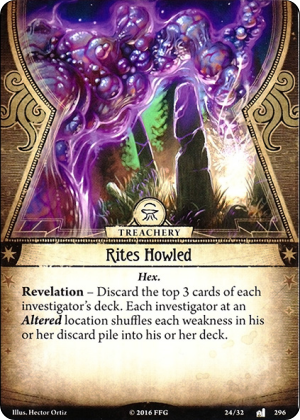 TREACHERY
Rites Howled
Hex.
Revelation – Discard the top 3 cards of each
investigator's deck. Each investigator at an
Altered location shuffles each weakness in his
or her discard pile into his or her deck.
Illus. Hector Ortiz © 2016 FFG 24/32 296